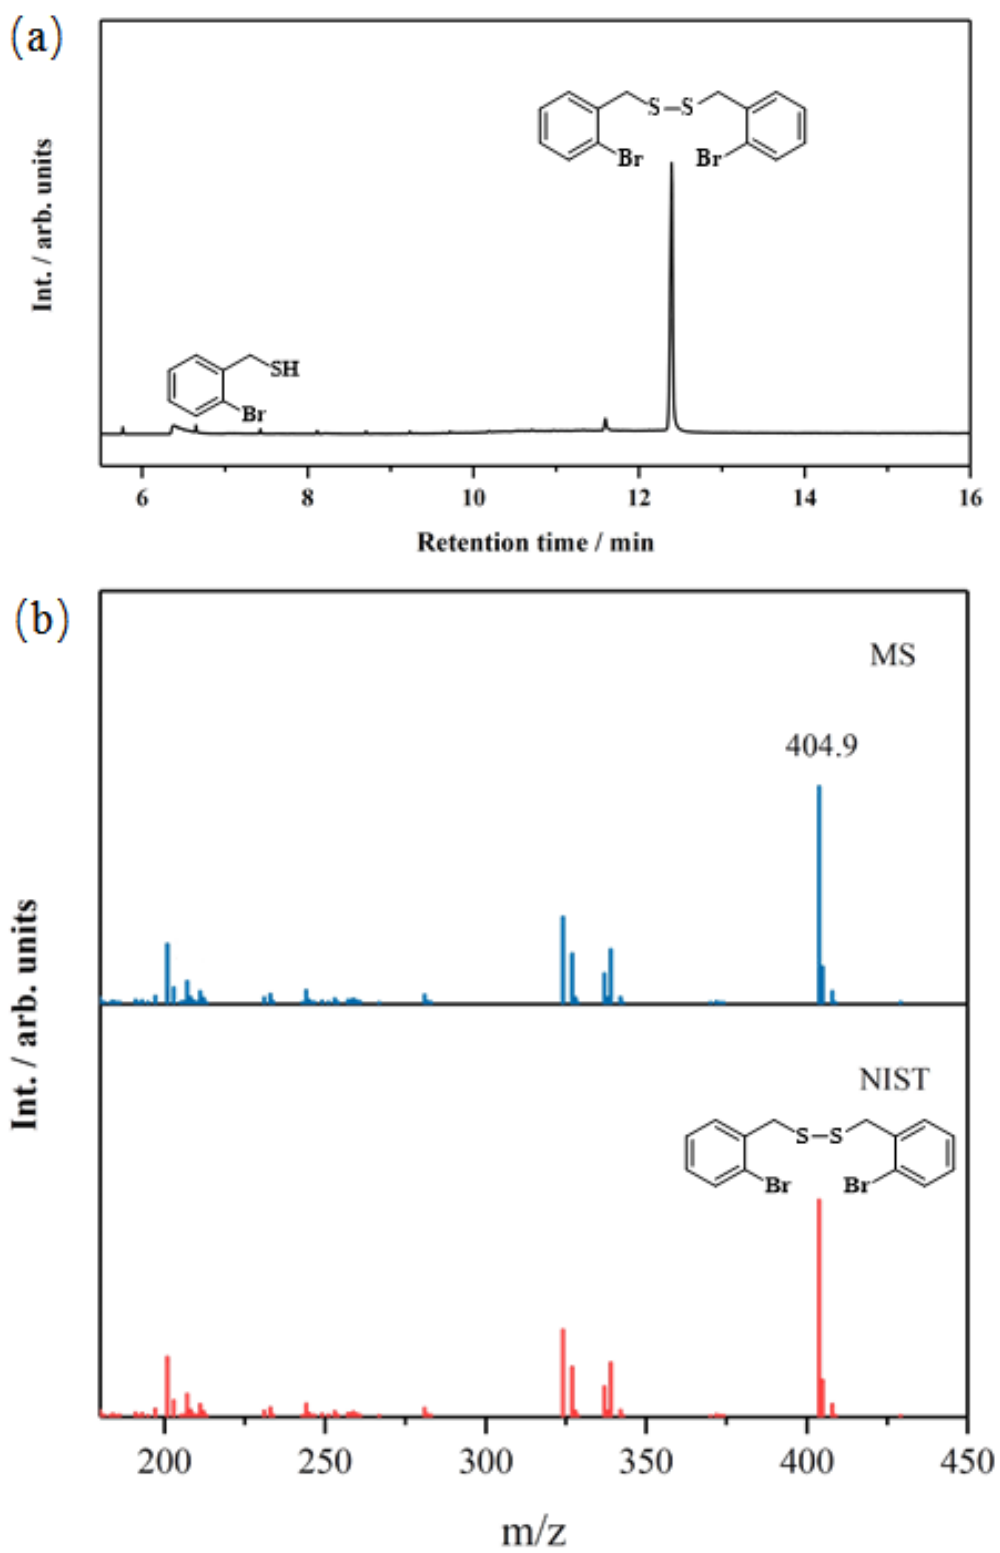 (a)
Int. / arb. units
S–S
Br Br
SH
Br
6 8 10 12 14 16
Retention time / min
(b)
MS
404.9
Int. / arb. units
NIST
S–S
Br Br
200 250 300 350 400 450
m/z